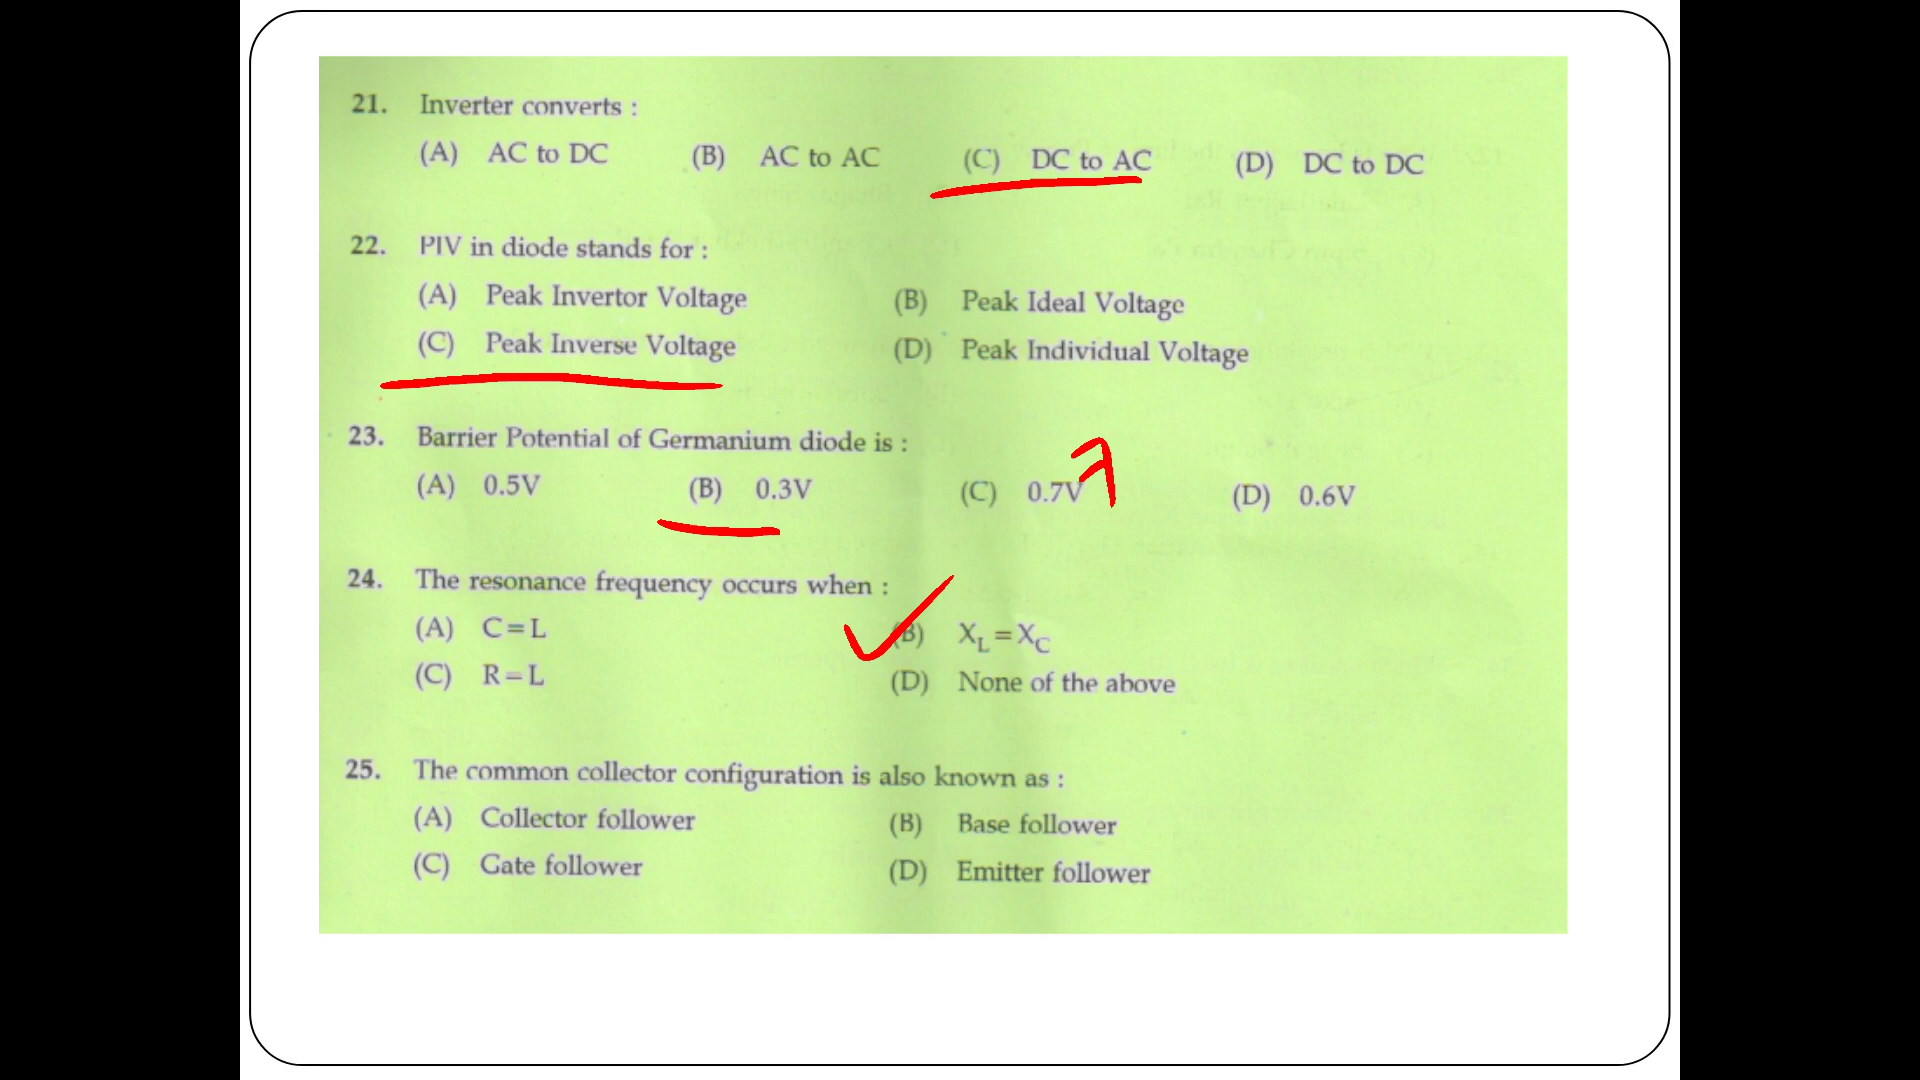 21. Inverter converts :
(A) AC to DC (B) AC to AC (C) DC to AC (D) DC to DC
22. PIV in diode stands for :
(A) Peak Invertor Voltage (B) Peak Ideal Voltage
(C) Peak Inverse Voltage (D) Peak Individual Voltage
23. Barrier Potential of Germanium diode is :
(A) 0.5V (B) 0.3V (C) 0.7V (D) 0.6V
24. The resonance frequency occurs when :
(A) C=L (B) X_L=X_C
(C) R=L (D) None of the above
25. The common collector configuration is also known as :
(A) Collector follower (B) Base follower
(C) Gate follower (D) Emitter follower